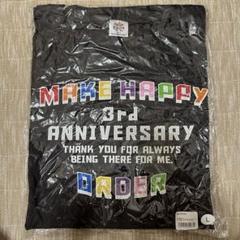 MAKE HAPPY
3rd
ANNIVERSARY
THANK YOU FOR ALWAYS
BEING THERE FOR ME.
ORDER
L